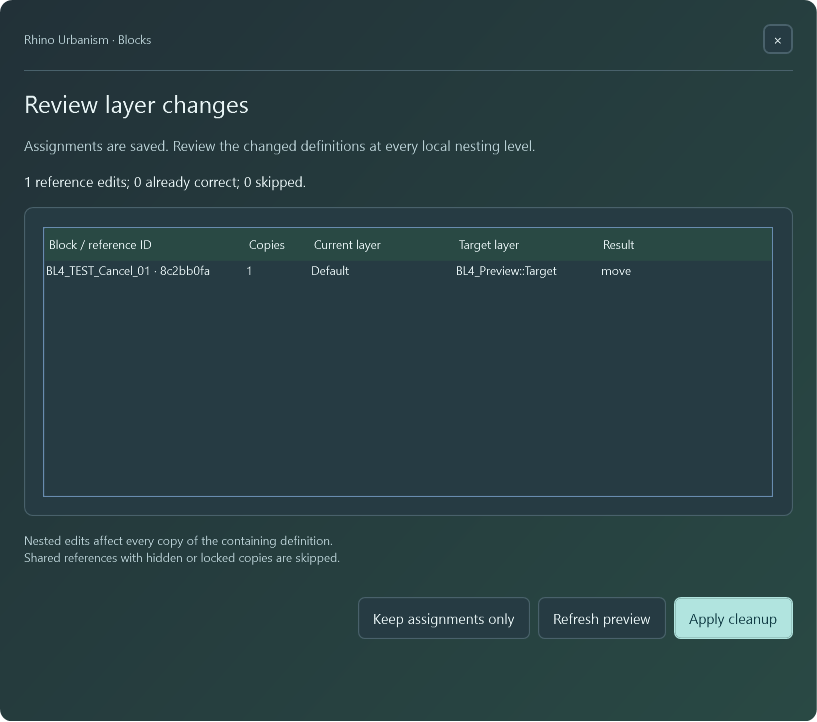 Rhino Urbanism · Blocks
×
Review layer changes
Assignments are saved. Review the changed definitions at every local nesting level.
1 reference edits; 0 already correct; 0 skipped.
Block / reference ID Copies Current layer Target layer Result
BL4_TEST_Cancel_01 · 8c2bb0fa 1 Default BL4_Preview::Target move
Nested edits affect every copy of the containing definition.
Shared references with hidden or locked copies are skipped.
Keep assignments only Refresh preview Apply cleanup